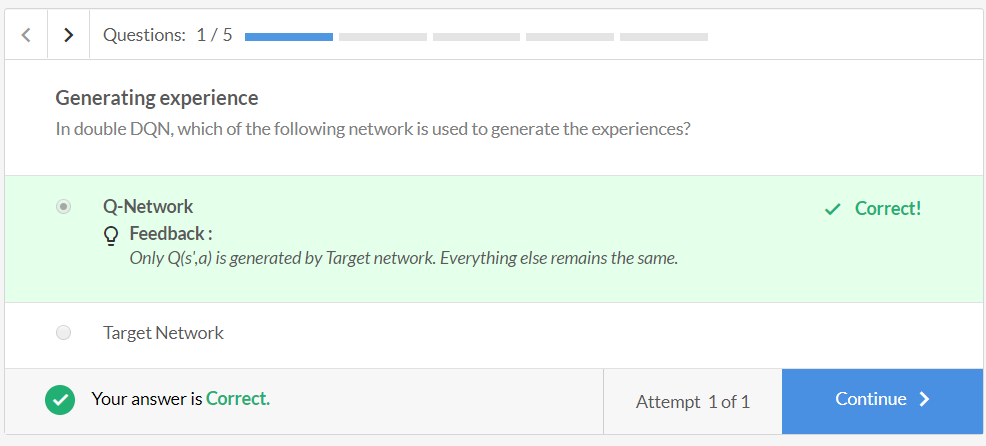 Questions: 1 / 5
Generating experience
In double DQN, which of the following network is used to generate the experiences?
Q-Network
Correct!
Feedback :
Only Q(s',a) is generated by Target network. Everything else remains the same.
Target Network
Your answer is Correct.
Attempt 1 of 1
Continue